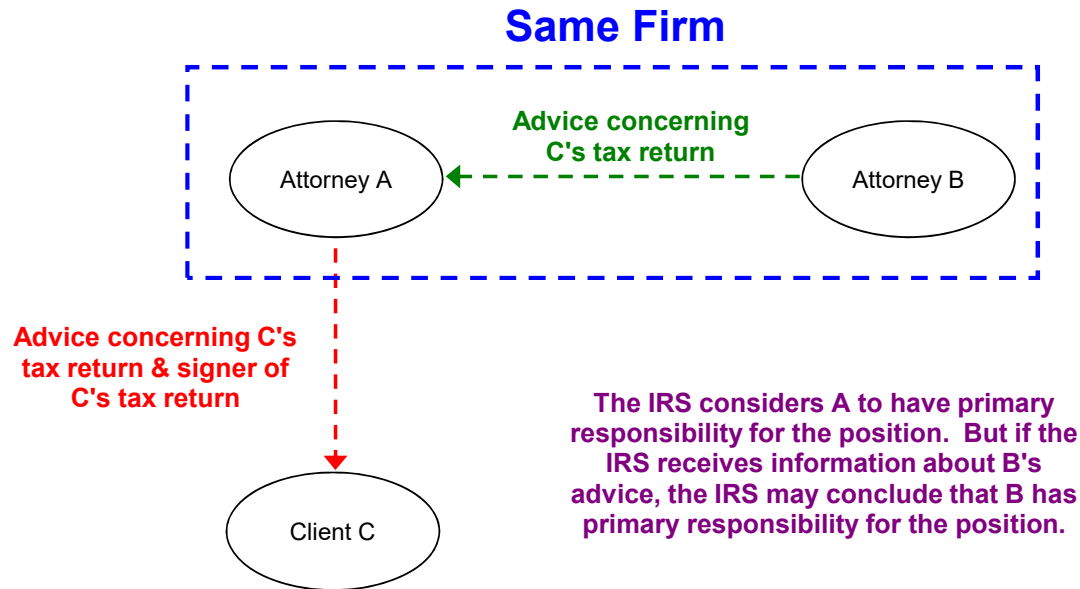 Same Firm
Advice concerning
C's tax return
Attorney A
Attorney B
Advice concerning C's
tax return & signer of
C's tax return
The IRS considers A to have primary
responsibility for the position.  But if the
IRS receives information about B's
advice, the IRS may conclude that B has
primary responsibility for the position.
Client C